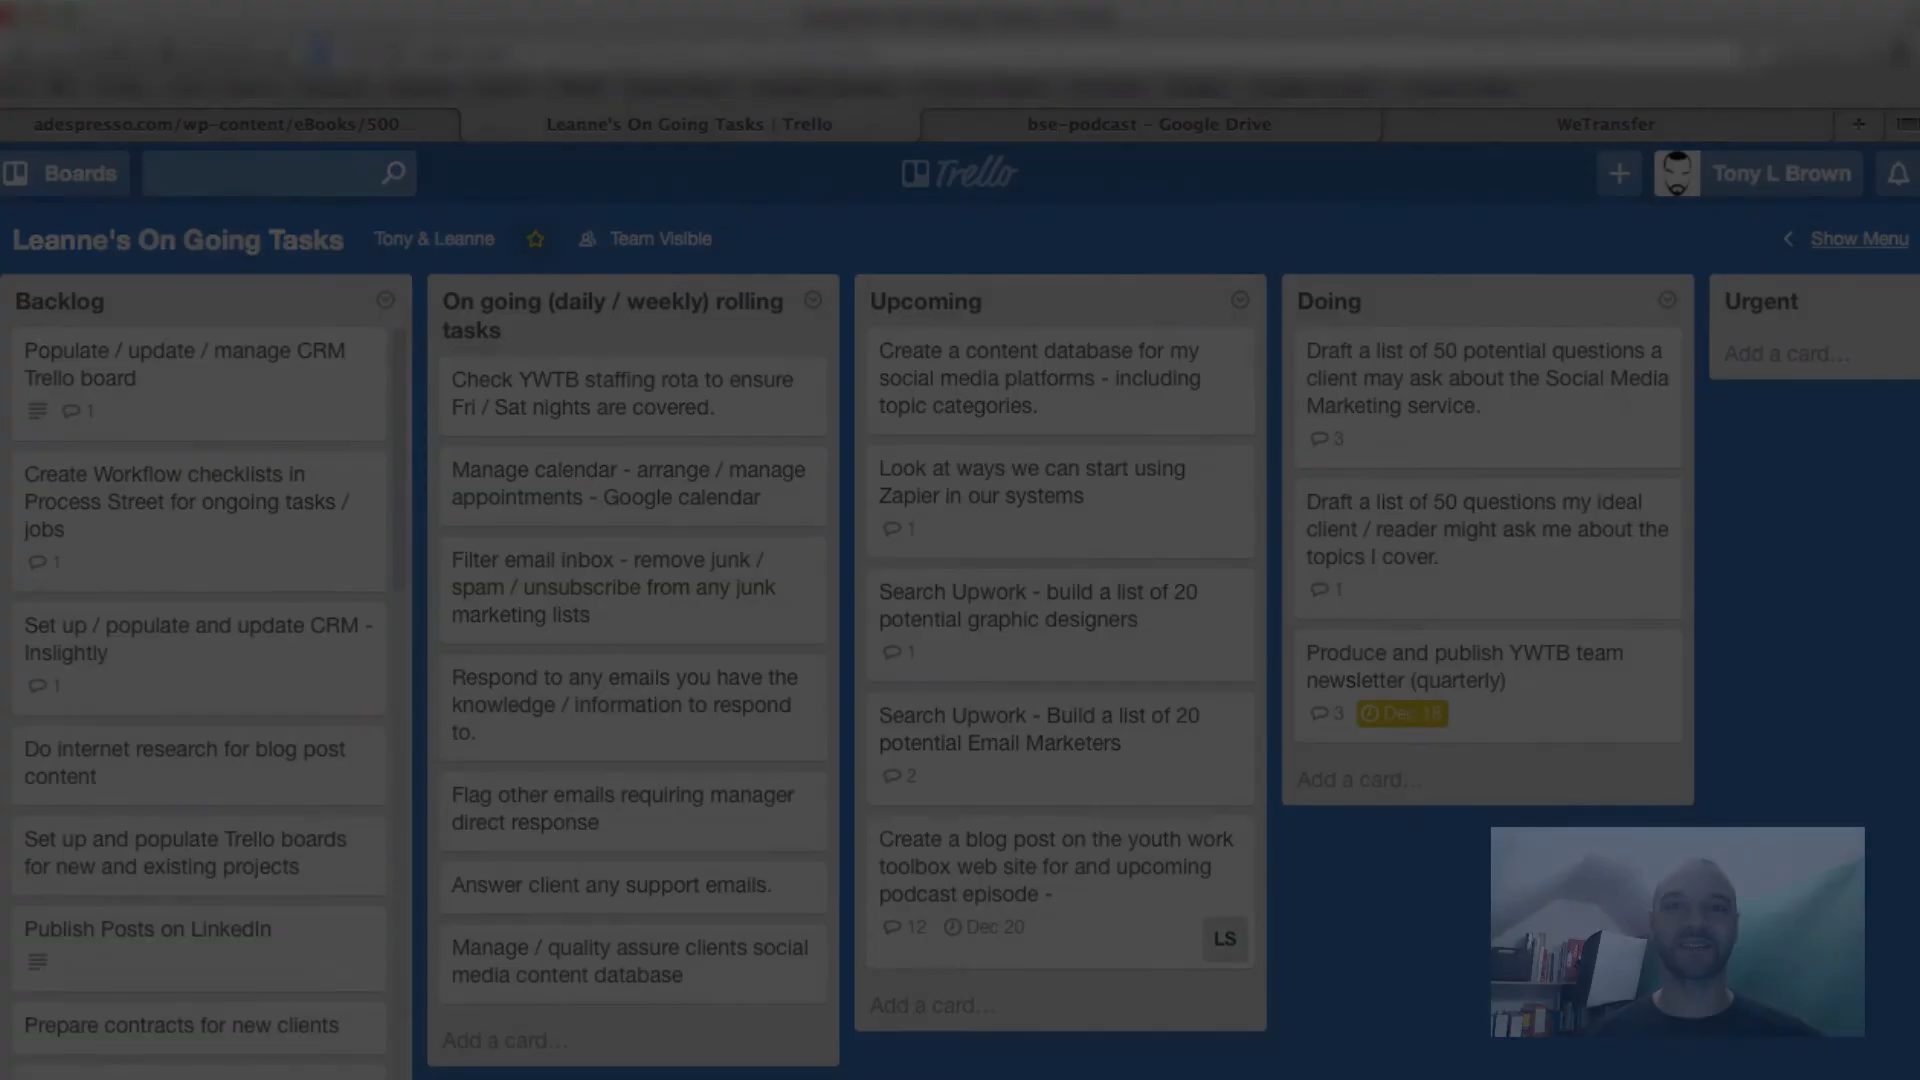 adespresso.com/wp-content/eBooks/500...
Leanne's On Going Tasks | Trello
bse-podcast - Google Drive
WeTransfer
Boards
Trello
Tony L Brown
Leanne's On Going Tasks
Tony & Leanne
Team Visible
Show Menu
Backlog
Populate / update / manage CRM
Trello board
1
Create Workflow checklists in
Process Street for ongoing tasks /
jobs
1
Set up / populate and update CRM -
Inslightly
1
Do internet research for blog post
content
Set up and populate Trello boards
for new and existing projects
Publish Posts on LinkedIn
Prepare contracts for new clients
On going (daily / weekly) rolling
tasks
Check YWTB staffing rota to ensure
Fri / Sat nights are covered.
Manage calendar - arrange / manage
appointments - Google calendar
Filter email inbox - remove junk /
spam / unsubscribe from any junk
marketing lists
Respond to any emails you have the
knowledge / information to respond
to.
Flag other emails requiring manager
direct response
Answer client any support emails.
Manage / quality assure clients social
media content database
Add a card...
Upcoming
Create a content database for my
social media platforms - including
topic categories.
Look at ways we can start using
Zapier in our systems
1
Search Upwork - build a list of 20
potential graphic designers
1
Search Upwork - Build a list of 20
potential Email Marketers
2
Create a blog post on the youth work
toolbox web site for and upcoming
podcast episode -
12 Dec 20
LS
Add a card...
Doing
Draft a list of 50 potential questions a
client may ask about the Social Media
Marketing service.
3
Draft a list of 50 questions my ideal
client / reader might ask me about the
topics I cover.
1
Produce and publish YWTB team
newsletter (quarterly)
3 Dec 18
Add a card...
Urgent
Add a card...